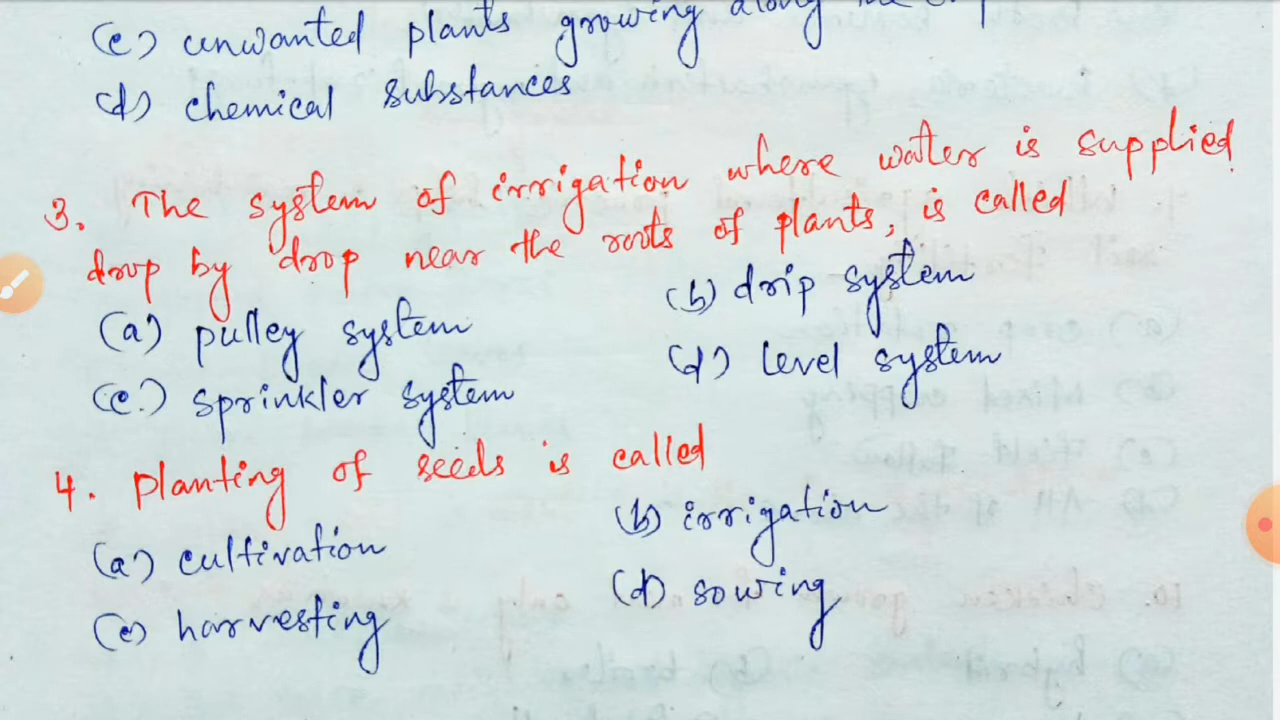 (c) unwanted plants growing along the
(d) chemical substances
3. The system of irrigation where water is supplied
drop by drop near the roots of plants, is called
(a) pulley system (b) drip system
(c.) sprinkler system (d) level system
4. Planting of seeds is called
(a) cultivation (b) irrigation
(c) harvesting (d) sowing